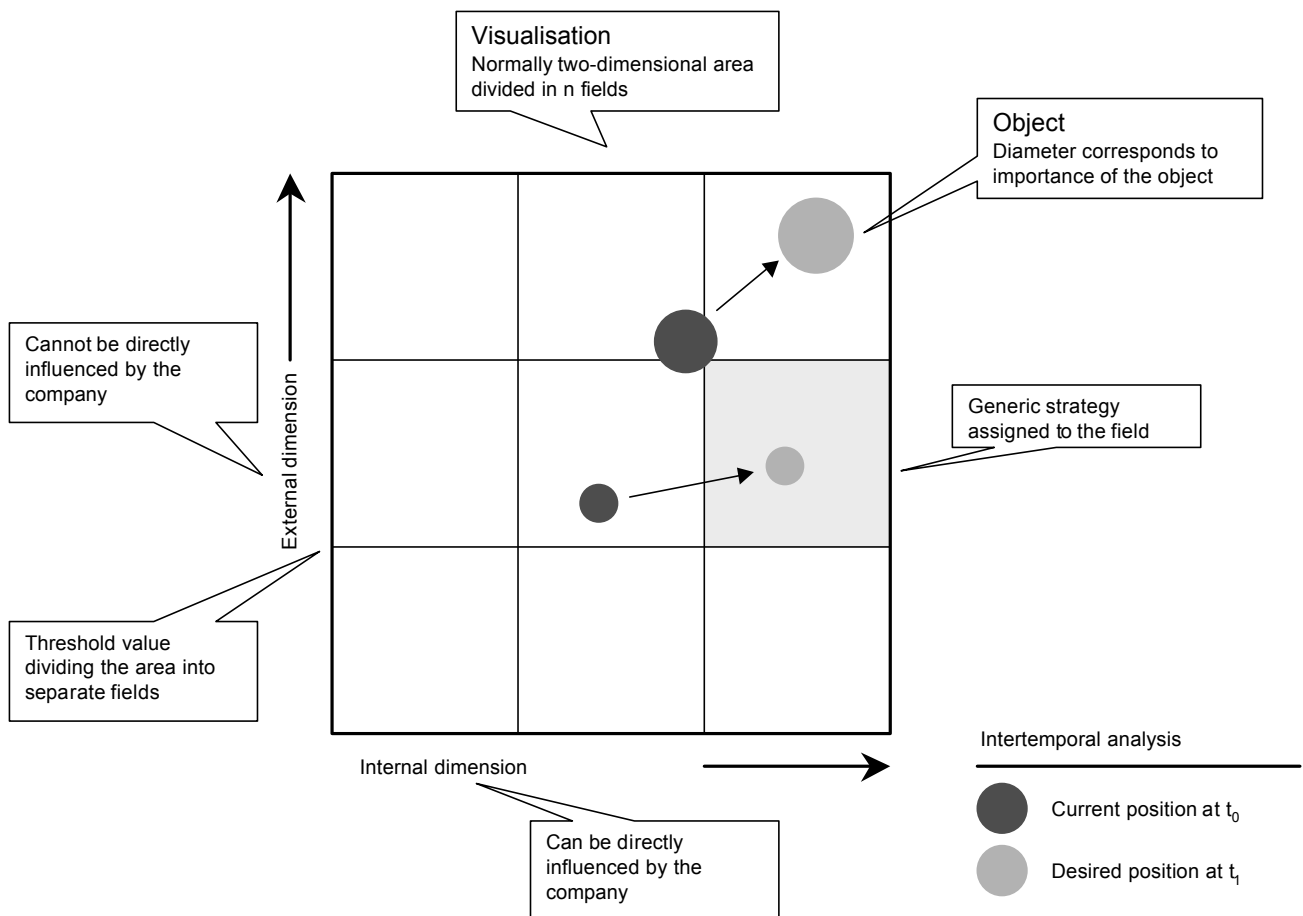 Visualisation
Normally two-dimensional area
divided in n fields
Object
Diameter corresponds to
importance of the object
Cannot be directly
influenced by the
company
External dimension
Generic strategy
assigned to the field
Threshold value
dividing the area into
separate fields
Internal dimension
Can be directly
influenced by the
company
Intertemporal analysis
Current position at t₀
Desired position at t₁